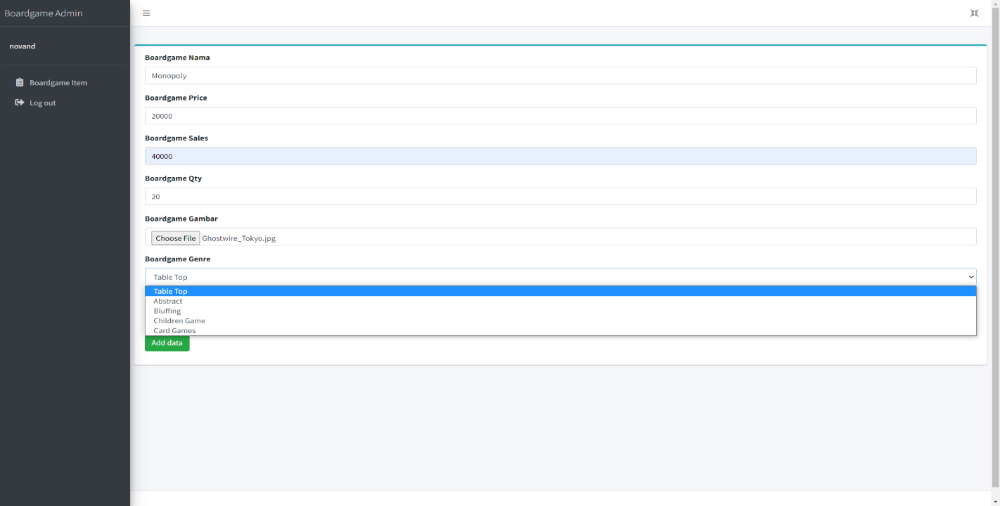 Boardgame Admin
novand
Boardgame Item
Log out
Boardgame Nama
Monopoly
Boardgame Price
20000
Boardgame Sales
40000
Boardgame Qty
20
Boardgame Gambar
Choose File Ghostwire_Tokyo.jpg
Boardgame Genre
Table Top
Table Top
Abstract
Bluffing
Children Game
Card Games
Add data